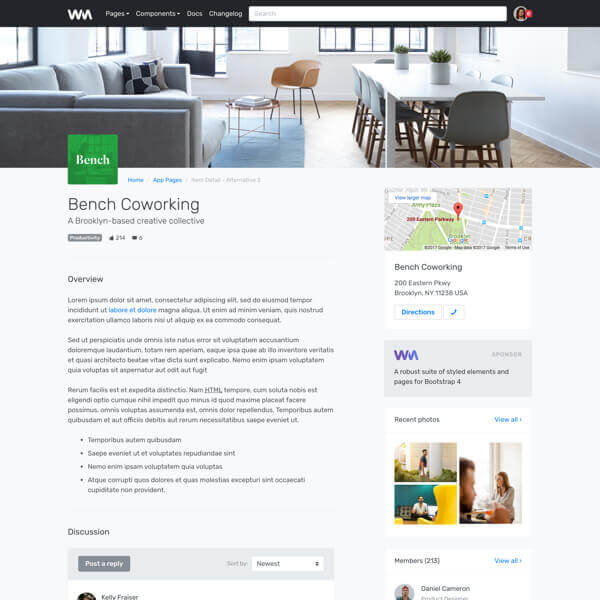 WM Pages Components Docs Changelog Search
Bench
Home / App Pages / Item Detail – Alternative 2
Bench Coworking
A Brooklyn-based creative collective
Productivity 214 6
Overview
Lorem ipsum dolor sit amet, consectetur adipiscing elit, sed do eiusmod tempor
incididunt ut labore et dolore magna aliqua. Ut enim ad minim veniam, quis nostrud
exercitation ullamco laboris nisi ut aliquip ex ea commodo consequat.
Sed ut perspiciatis unde omnis iste natus error sit voluptatem accusantium
doloremque laudantium, totam rem aperiam, eaque ipsa quae ab illo inventore veritatis
et quasi architecto beatae vitae dicta sunt explicabo. Nemo enim ipsam voluptatem
quia voluptas sit aspernatur aut odit aut fugit
Rerum facilis est et expedita distinctio. Nam HTML tempore, cum soluta nobis est
eligendi optio cumque nihil impedit quo minus id quod maxime placeat facere
possimus, omnis voluptas assumenda est, omnis dolor repellendus. Temporibus autem
quibusdam et aut officiis debitis aut rerum necessitatibus saepe eveniet ut.
Temporibus autem quibusdam
Saepe eveniet ut et voluptates repudiandae sint
Nemo enim ipsam voluptatem quia voluptas
Atque corrupti quos dolores et quas molestias excepturi sint occaecati
cupiditate non provident.
Discussion
Post a reply Sort by: Newest
Kelly Fraiser
View larger map
Army Plaza
200 Eastern Parkway
Brooklyn
©2017 Google · Map data ©2017 Google Terms of Use
Bench Coworking
200 Eastern Pkwy
Brooklyn, NY 11238 USA
Directions
WM SPONSOR
A robust suite of styled elements and
pages for Bootstrap 4
Recent photos View all ›
Members (213) View all ›
Daniel Cameron
Product Designer